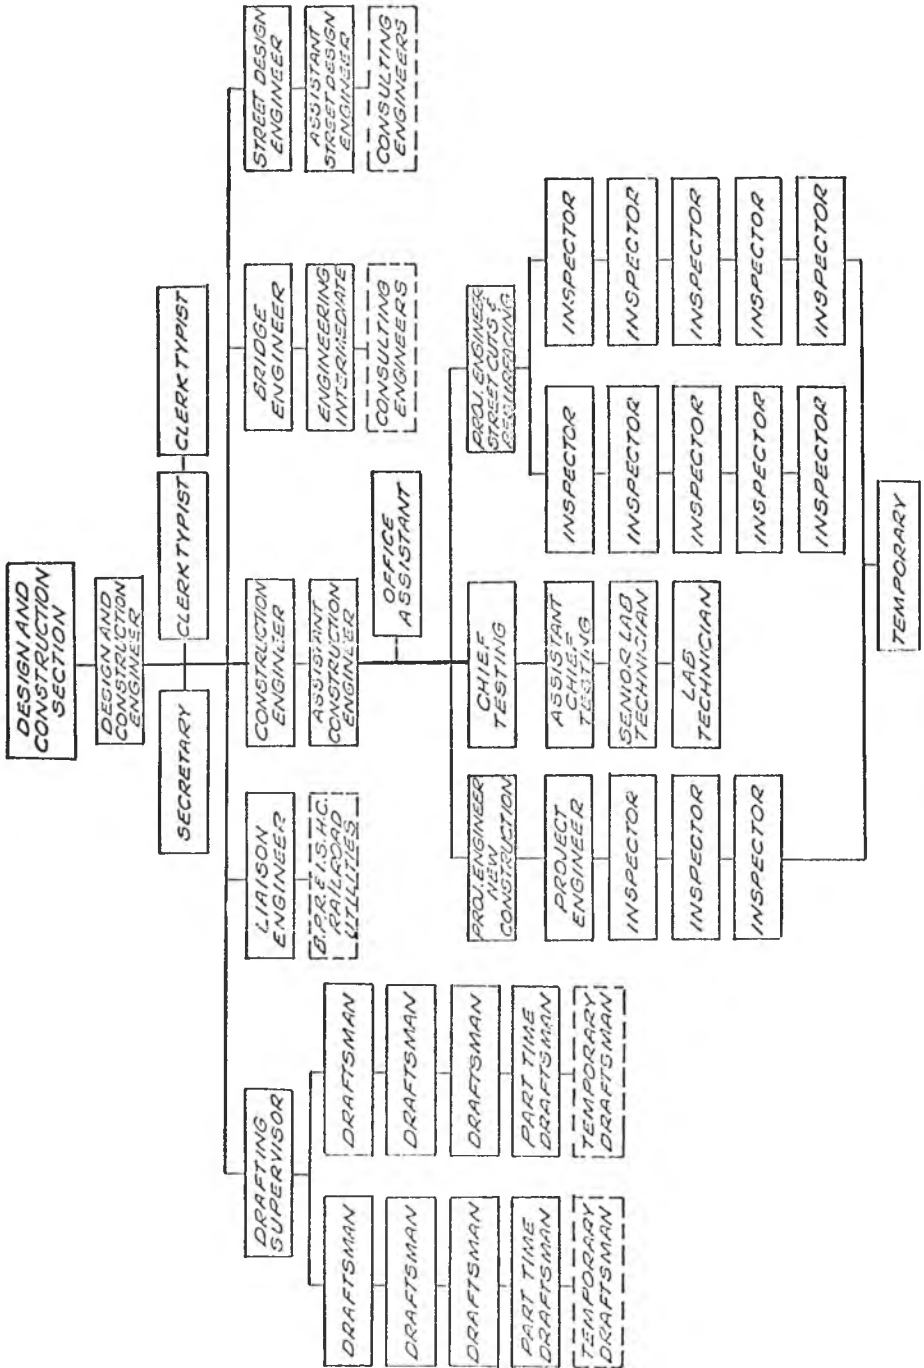 DESIGN AND
CONSTRUCTION
SECTION
DESIGN AND
CONSTRUCTION
ENGINEER
SECRETARY
CLERK TYPIST
CLERK TYPIST
DRAFTING
SUPERVISOR
LIAISON
ENGINEER
CONSTRUCTION
ENGINEER
BRIDGE
ENGINEER
STREET DESIGN
ENGINEER
B.P.R. E I.S.H.C.
RAILROAD
UTILITIES
ASSISTANT
CONSTRUCTION
ENGINEER
ENGINEERING
INTERMEDIATE
ASSISTANT
STREET DESIGN
ENGINEER
CONSULTING
ENGINEERS
CONSULTING
ENGINEERS
OFFICE
ASSISTANT
DRAFTSMAN
DRAFTSMAN
DRAFTSMAN
PART TIME
DRAFTSMAN
TEMPORARY
DRAFTSMAN
DRAFTSMAN
DRAFTSMAN
DRAFTSMAN
PART TIME
DRAFTSMAN
TEMPORARY
DRAFTSMAN
PROJ. ENGINEER
NEW
CONSTRUCTION
PROJECT
ENGINEER
INSPECTOR
INSPECTOR
INSPECTOR
CHIEF
TESTING
ASSISTANT
CHIEF
TESTING
SENIOR LAB
TECHNICIAN
LAB
TECHNICIAN
PROJ. ENGINEER
STREET CUTS &
RESURFACING
INSPECTOR
INSPECTOR
INSPECTOR
INSPECTOR
INSPECTOR
INSPECTOR
INSPECTOR
INSPECTOR
INSPECTOR
INSPECTOR
TEMPORARY